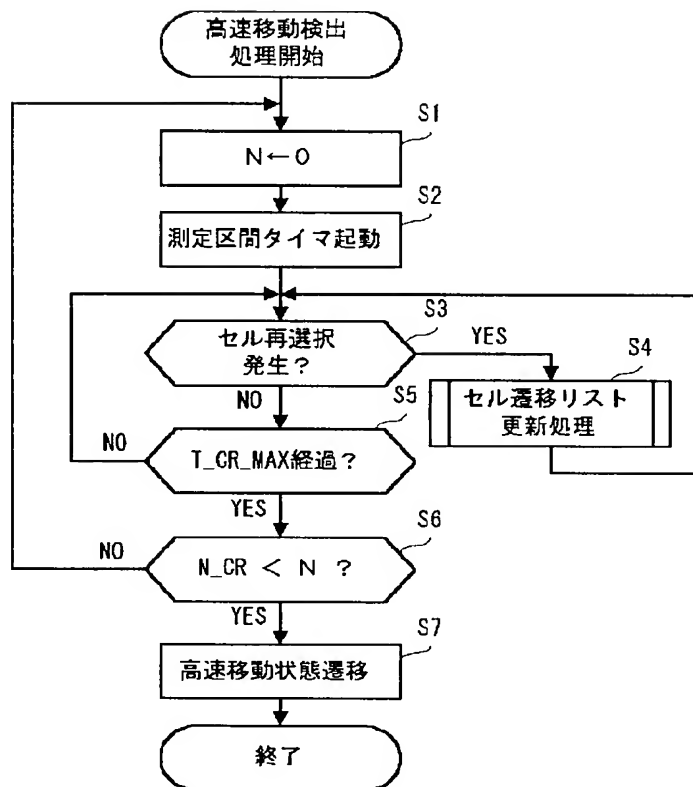 高速移動検出
処理開始
S1
N←0
S2
測定区間タイマ起動
S3
セル再選択
発生？
YES
S4
セル遷移リスト
更新処理
NO
S5
NO
T_CR_MAX経過？
YES
S6
NO
N_CR < N ?
YES
S7
高速移動状態遷移
終了